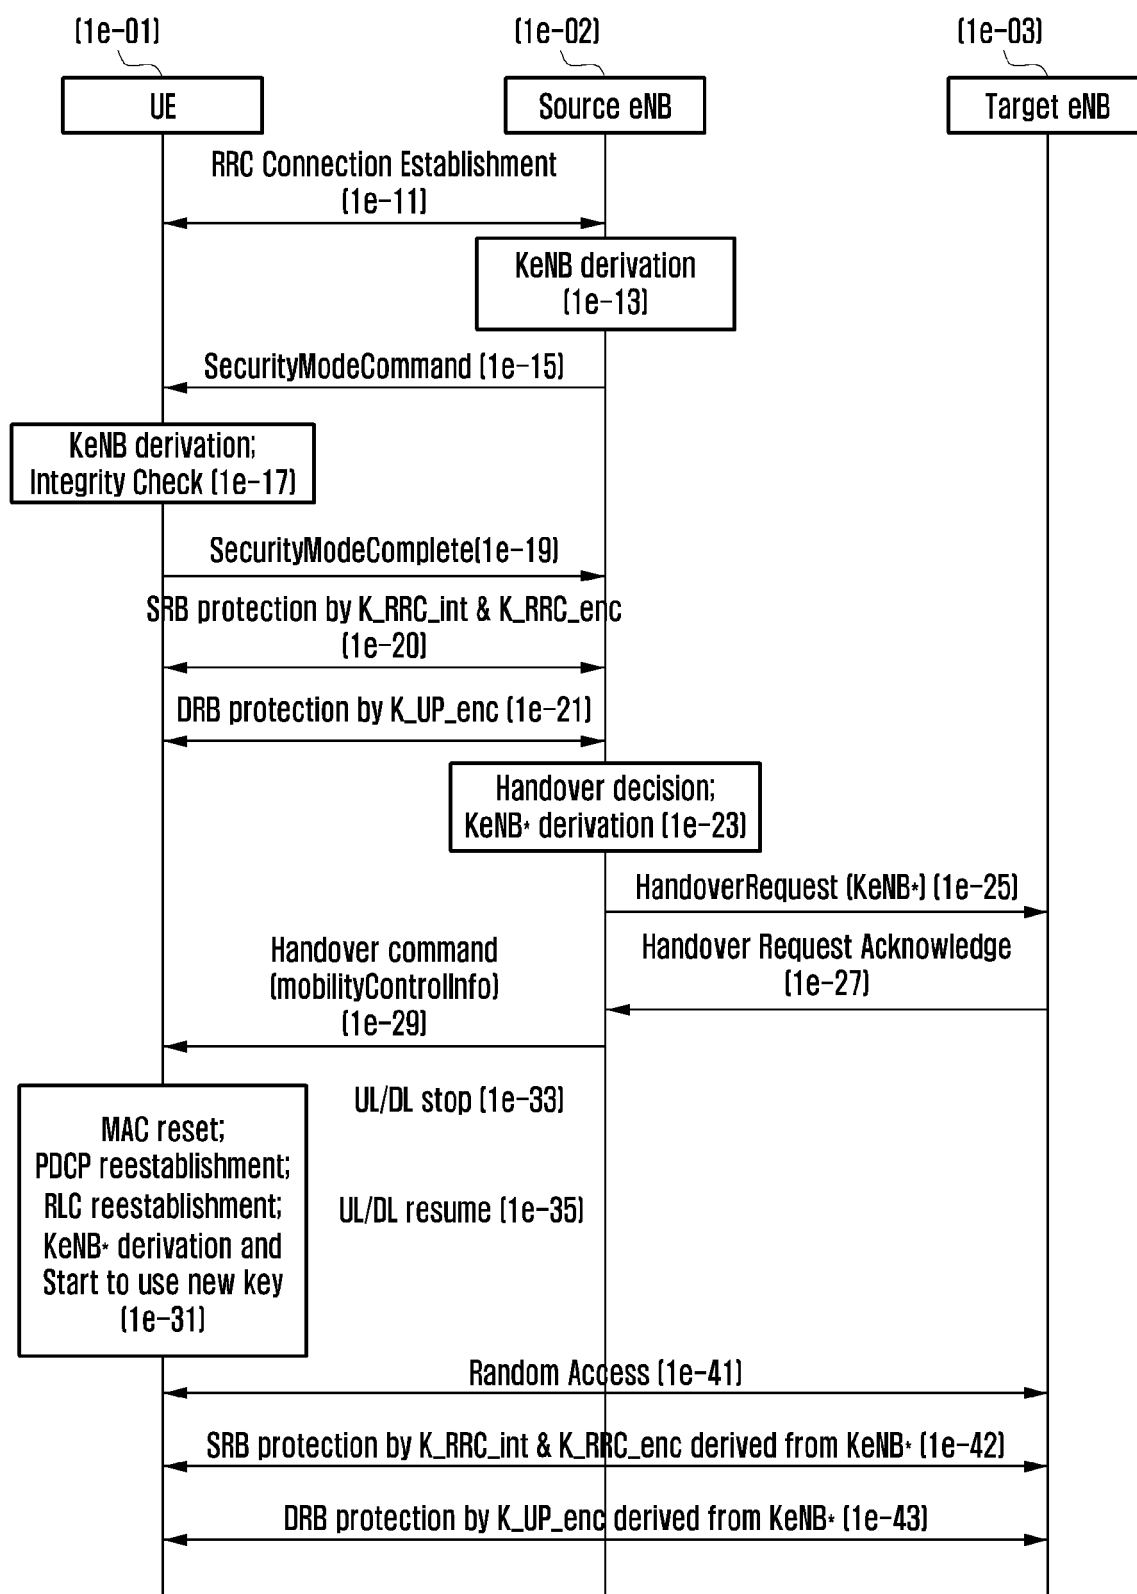 (1e-01)
(1e-02)
(1e-03)
UE
Source eNB
Target eNB
RRC Connection Establishment
(1e-11)
KeNB derivation
(1e-13)
SecurityModeCommand (1e-15)
KeNB derivation;
Integrity Check (1e-17)
SecurityModeComplete(1e-19)
SRB protection by K_RRC_int & K_RRC_enc
(1e-20)
DRB protection by K_UP_enc (1e-21)
Handover decision;
KeNB* derivation (1e-23)
HandoverRequest (KeNB*) (1e-25)
Handover Request Acknowledge
(1e-27)
Handover command
(mobilityControlInfo)
(1e-29)
UL/DL stop (1e-33)
MAC reset;
PDCP reestablishment;
RLC reestablishment;
KeNB* derivation and
Start to use new key
(1e-31)
UL/DL resume (1e-35)
Random Access (1e-41)
SRB protection by K_RRC_int & K_RRC_enc derived from KeNB* (1e-42)
DRB protection by K_UP_enc derived from KeNB* (1e-43)